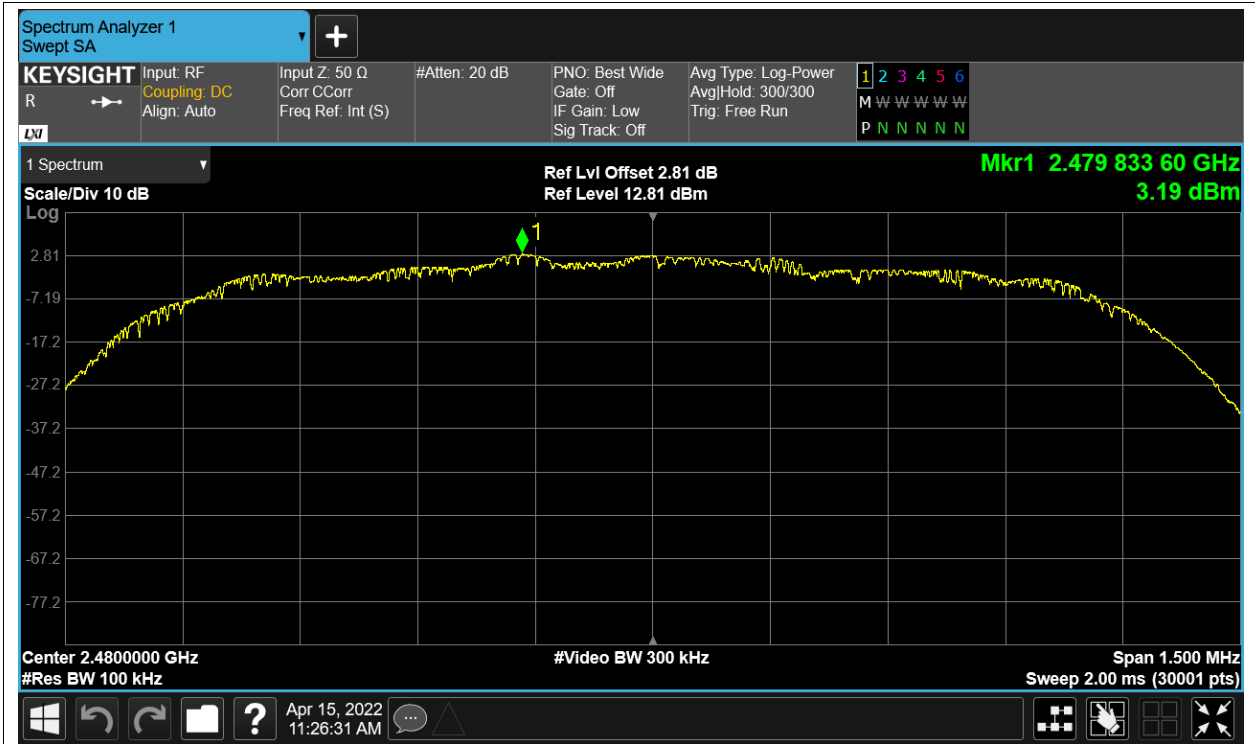 Spectrum Analyzer 1
Swept SA
+
KEYSIGHT
R
LXI
Input: RF
Coupling: DC
Align: Auto
Input Z: 50 Ω
Corr CCorr
Freq Ref: Int (S)
#Atten: 20 dB
PNO: Best Wide
Gate: Off
IF Gain: Low
Sig Track: Off
Avg Type: Log-Power
Avg|Hold: 300/300
Trig: Free Run
1 2 3 4 5 6
M W W W W W
P N N N N N
1 Spectrum
Scale/Div 10 dB
Log
Ref Lvl Offset 2.81 dB
Ref Level 12.81 dBm
Mkr1 2.479 833 60 GHz
3.19 dBm
1
2.81
-7.19
-17.2
-27.2
-37.2
-47.2
-57.2
-67.2
-77.2
Center 2.4800000 GHz
#Video BW 300 kHz
Span 1.500 MHz
#Res BW 100 kHz
Sweep 2.00 ms (30001 pts)
?
Apr 15, 2022
11:26:31 AM